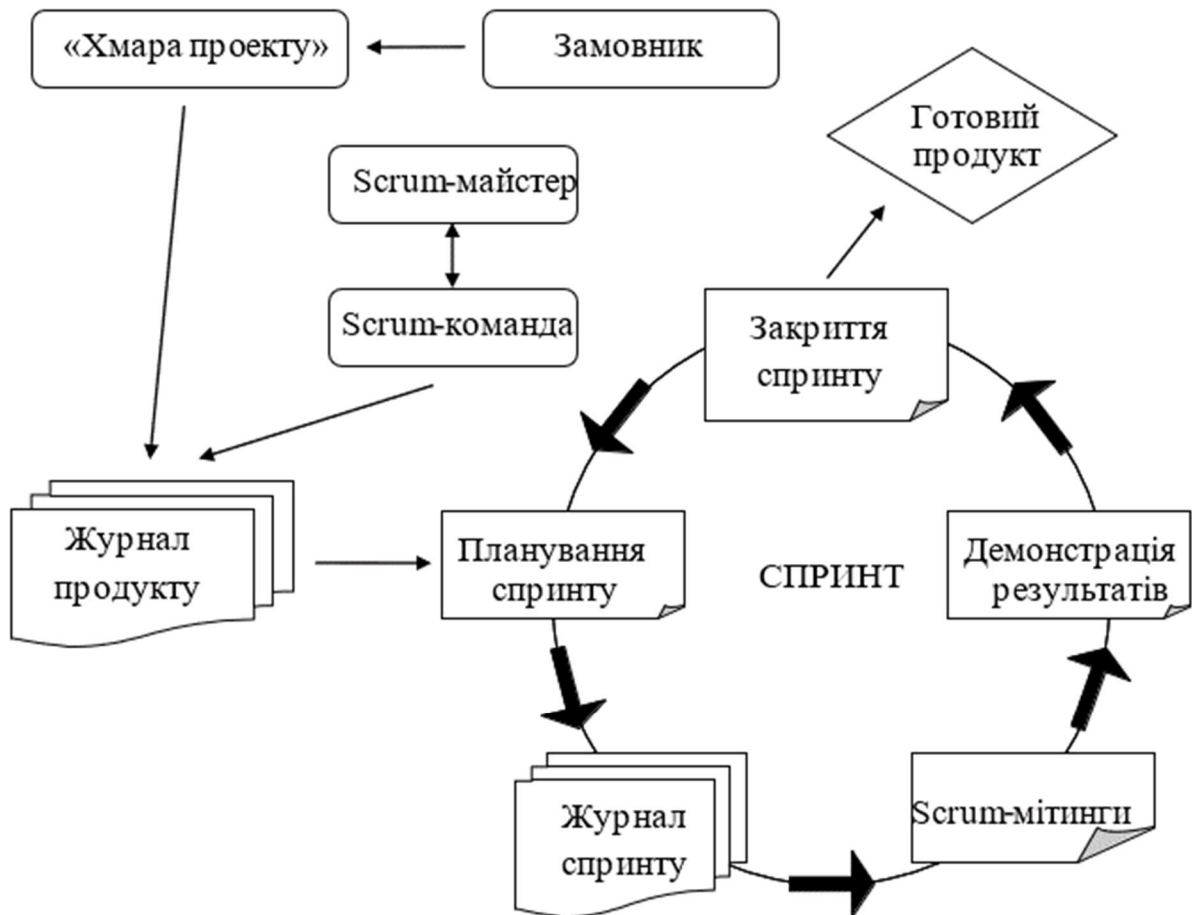 «Хмара проекту»
Замовник
Готовий
продукт
Scrum-майстер
Scrum-команда
Закриття
спринту
Журнал
продукту
Планування
спринту
СПРИНТ
Демонстрація
результатів
Журнал
спринту
Scrum-мітинги